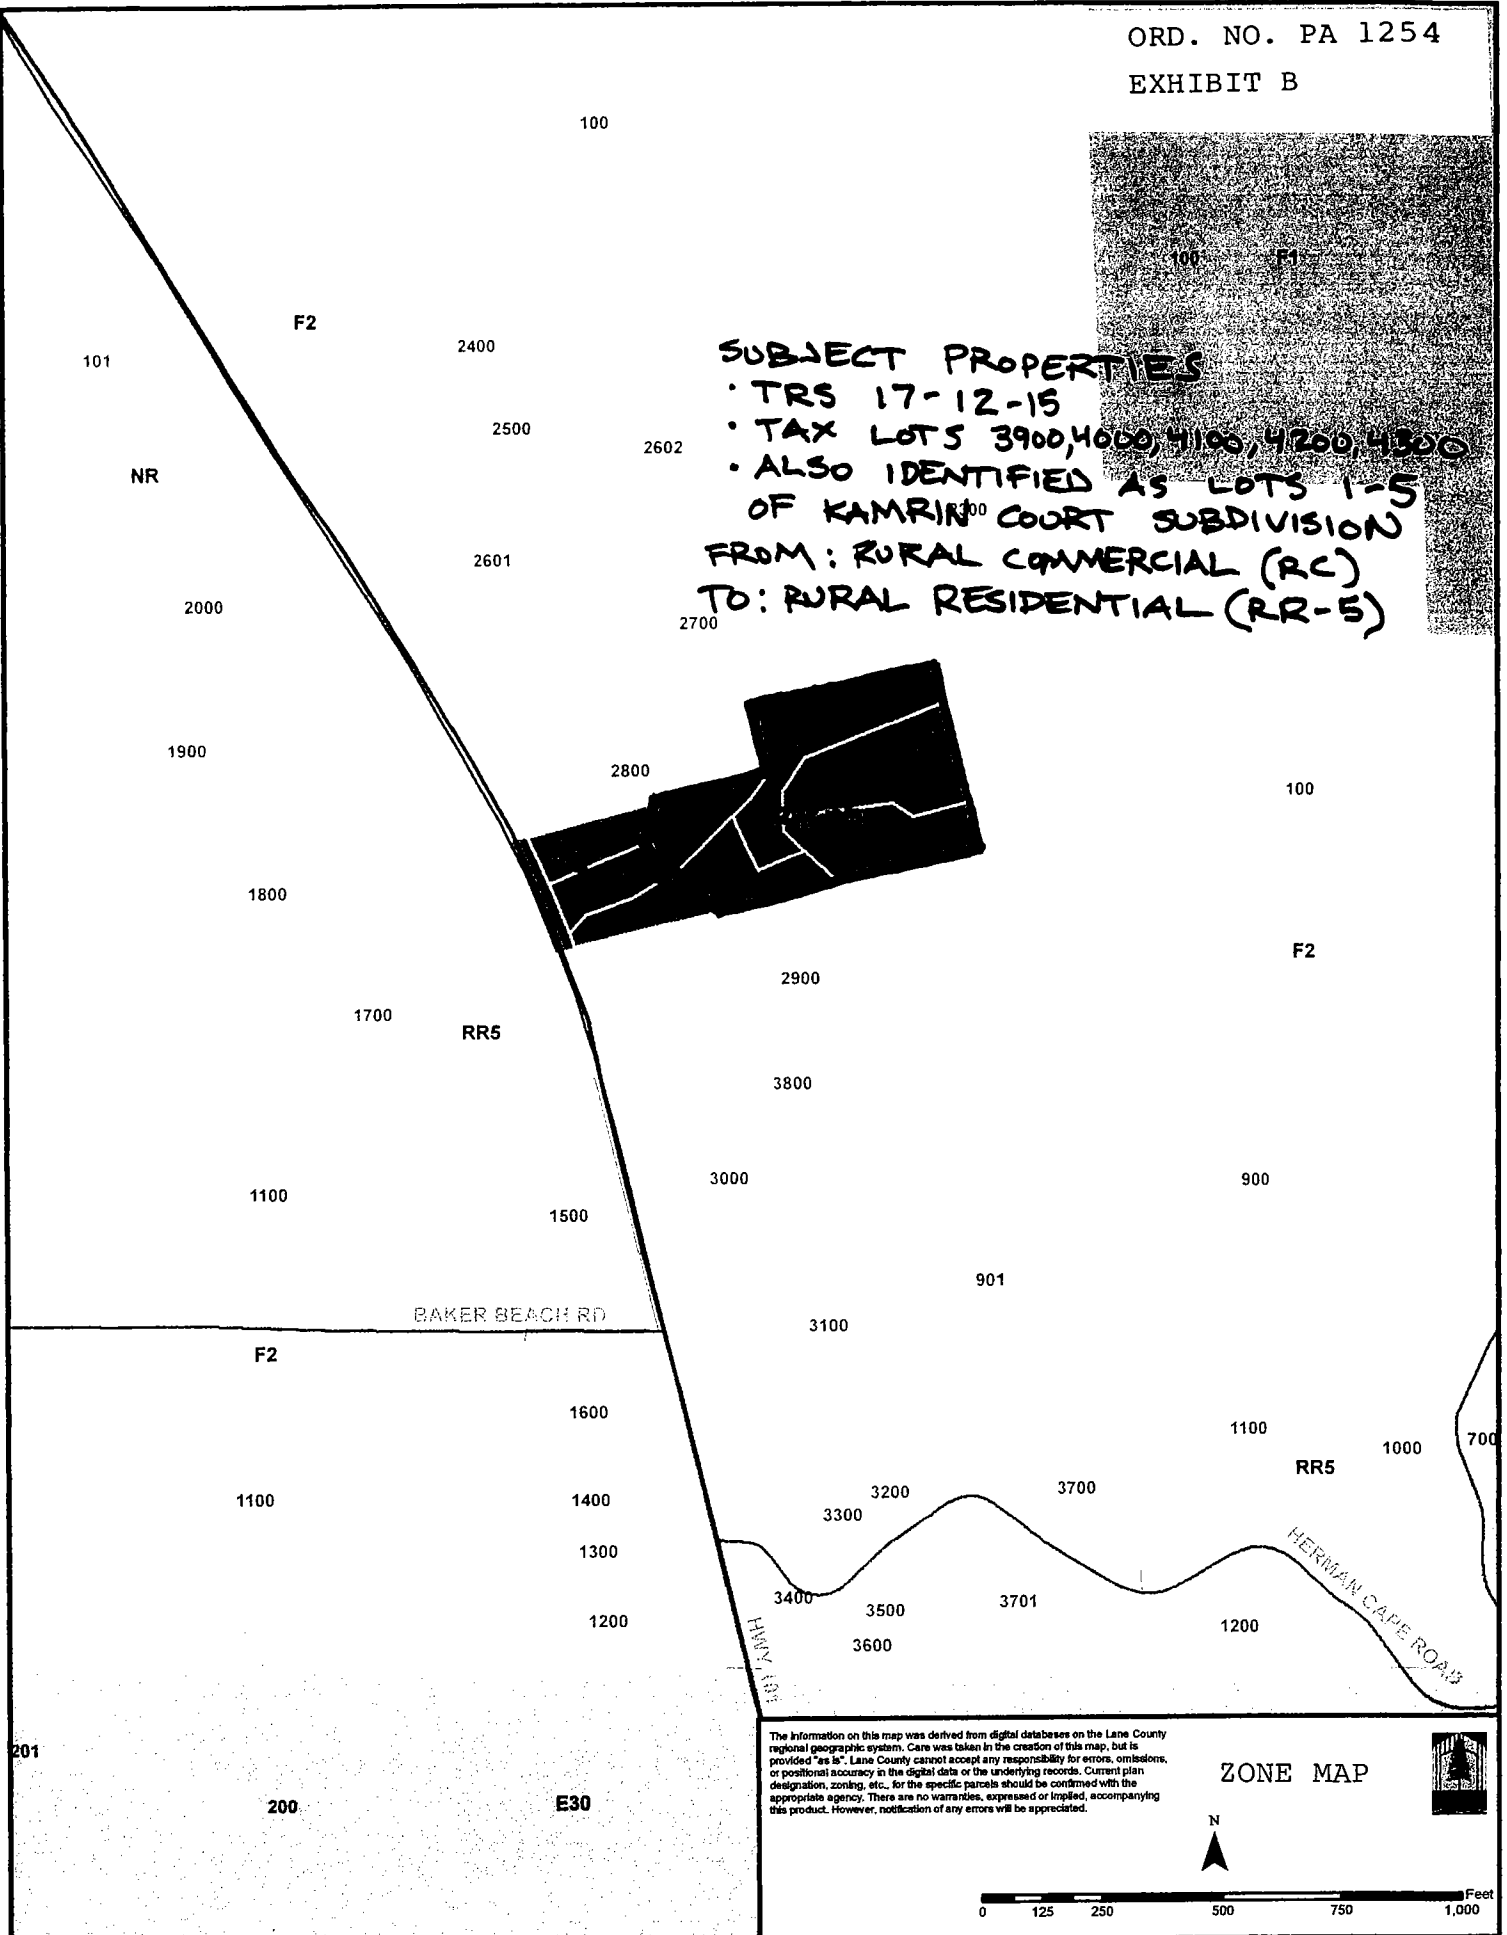 ORD. NO. PA 1254
EXHIBIT B
100
100 F1
F2
101
2400
SUBJECT PROPERTIES
· TRS 17-12-15
· TAX LOTS 3900, 4000, 4100, 4200, 4300
· ALSO IDENTIFIED AS LOTS 1-5
OF KAMRIN COURT SUBDIVISION
FROM: RURAL COMMERCIAL (RC)
TO: RURAL RESIDENTIAL (RR-5)
2500
2602
NR
2601
2000
2700
1900
2800
100
1800
F2
2900
1700
RR5
3800
3000
900
1100
1500
901
BAKER BEACH RD
3100
F2
1600
1100
1000
700
RR5
3200
3700
1100
1400
3300
1300
HERMAN CAPE ROAD
3400
3500
3701
1200
1200
3600
HWY 101
201
200
E30
The information on this map was derived from digital databases on the Lane County
regional geographic system. Care was taken in the creation of this map, but is
provided "as is". Lane County cannot accept any responsibility for errors, omissions,
or positional accuracy in the digital data or the underlying records. Current plan
designation, zoning, etc., for the specific parcels should be confirmed with the
appropriate agency. There are no warranties, expressed or implied, accompanying
this product. However, notification of any errors will be appreciated.
ZONE MAP
N
Feet
0 125 250 500 750 1,000